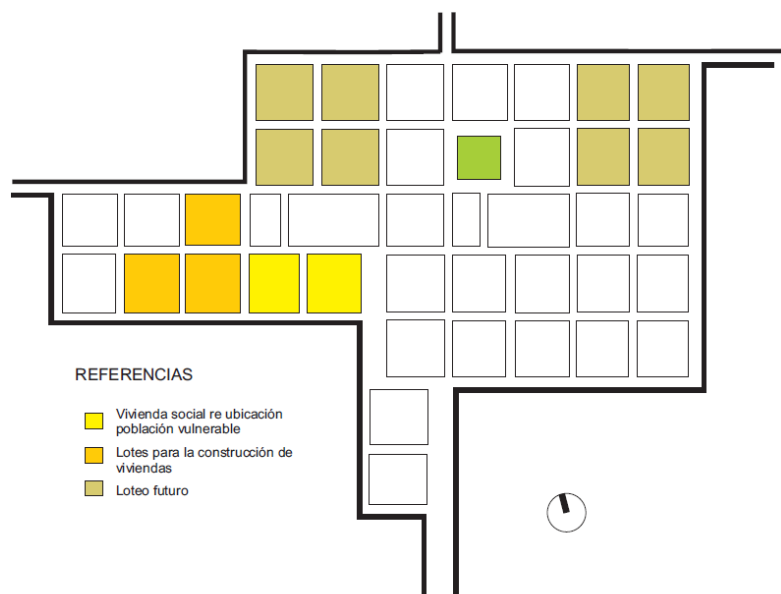 REFERENCIAS
Vivienda social re ubicación
población vulnerable
Lotes para la construcción de
viviendas
Loteo futuro